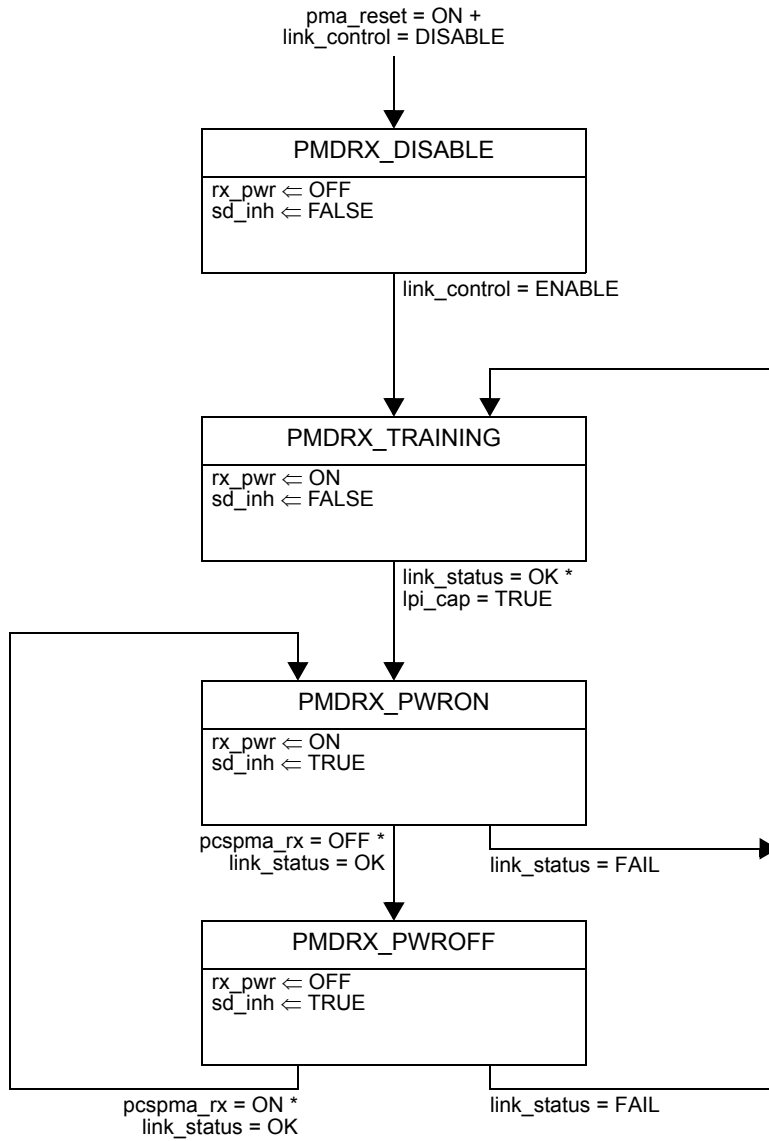 pma_reset = ON +
link_control = DISABLE
PMDRX_DISABLE
rx_pwr ⇐ OFF
sd_inh ⇐ FALSE
link_control = ENABLE
PMDRX_TRAINING
rx_pwr ⇐ ON
sd_inh ⇐ FALSE
link_status = OK *
lpi_cap = TRUE
PMDRX_PWRON
rx_pwr ⇐ ON
sd_inh ⇐ TRUE
pcspma_rx = OFF *
link_status = OK
link_status = FAIL
PMDRX_PWROFF
rx_pwr ⇐ OFF
sd_inh ⇐ TRUE
pcspma_rx = ON *
link_status = OK
link_status = FAIL